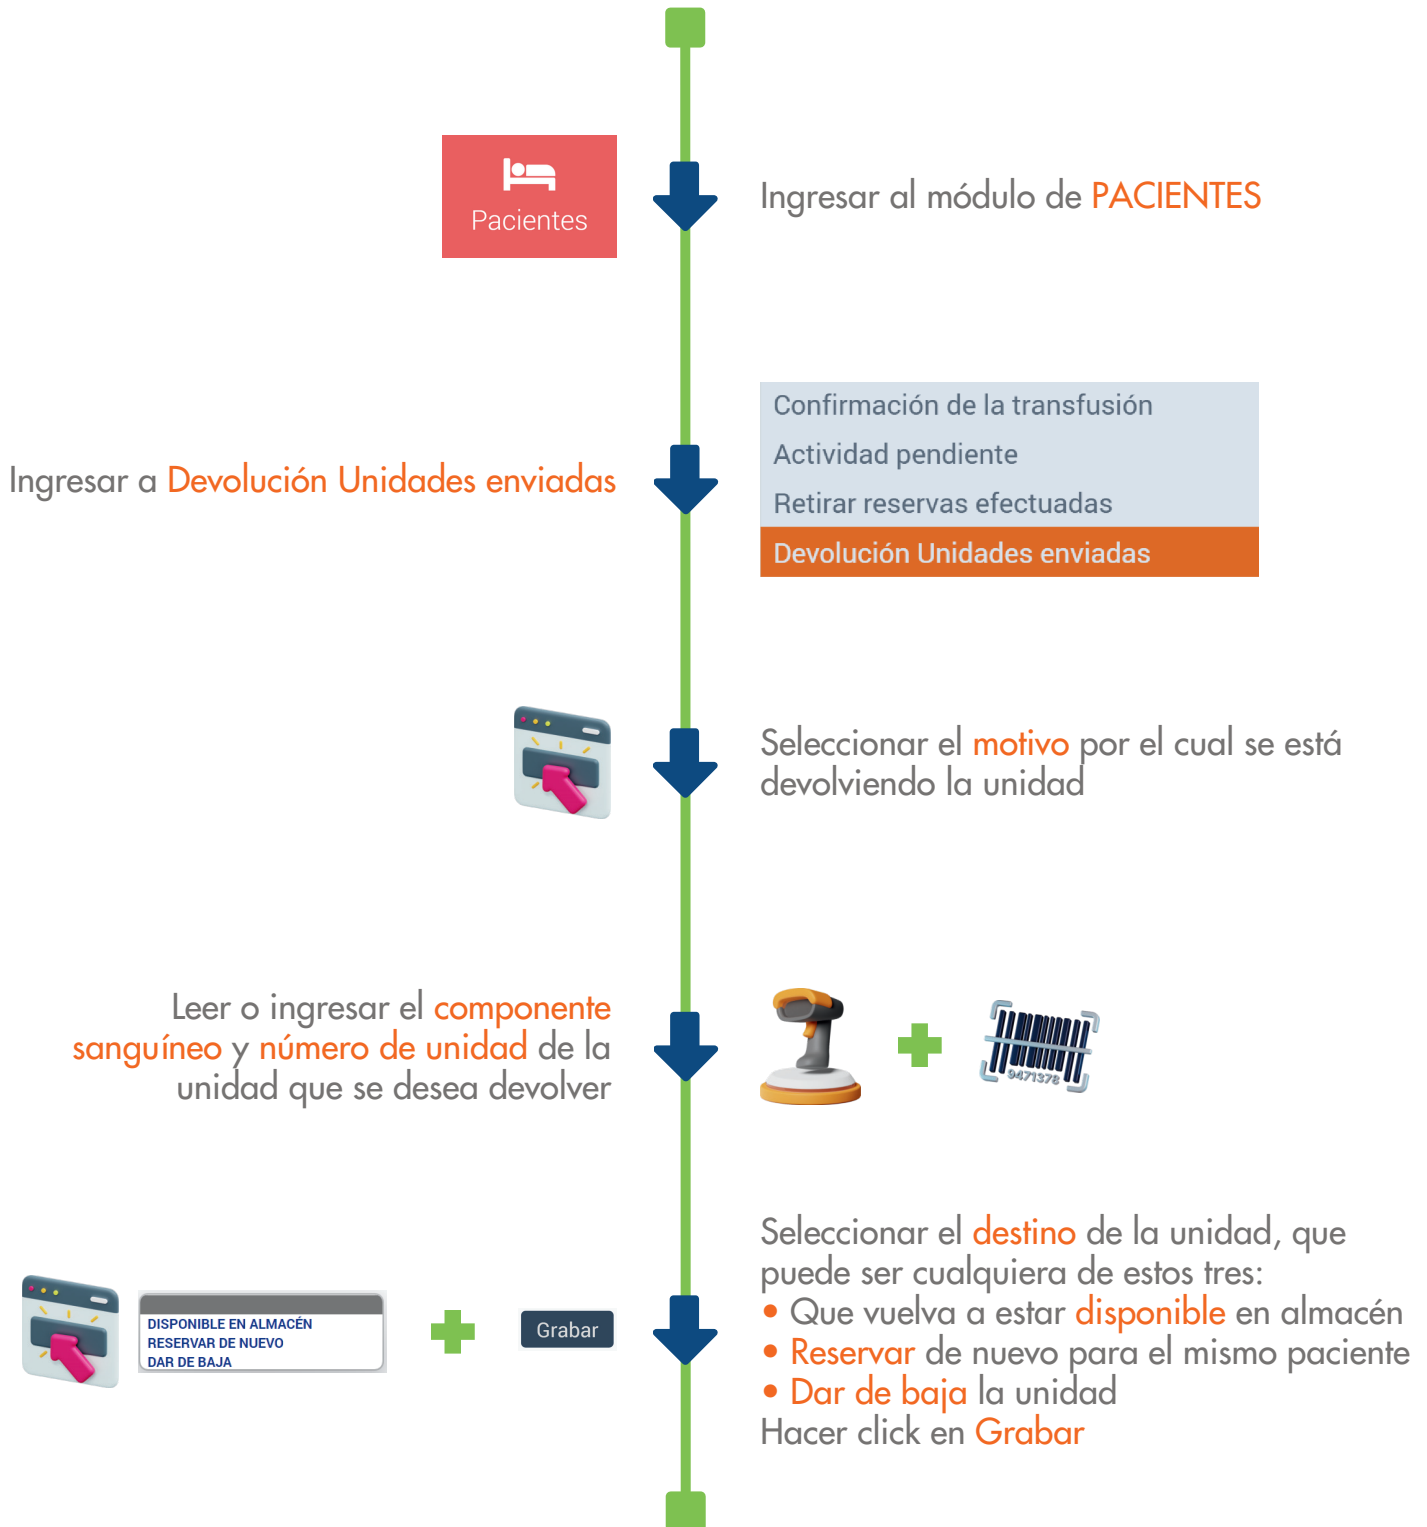 Pacientes
Ingresar al módulo de PACIENTES
Ingresar a Devolución Unidades enviadas
Confirmación de la transfusión
Actividad pendiente
Retirar reservas efectuadas
Devolución Unidades enviadas
Seleccionar el motivo por el cual se está
devolviendo la unidad
Leer o ingresar el componente
sanguíneo y número de unidad de la
unidad que se desea devolver
9471378
DISPONIBLE EN ALMACÉN
RESERVAR DE NUEVO
DAR DE BAJA
Grabar
Seleccionar el destino de la unidad, que
puede ser cualquiera de estos tres:
• Que vuelva a estar disponible en almacén
• Reservar de nuevo para el mismo paciente
• Dar de baja la unidad
Hacer click en Grabar